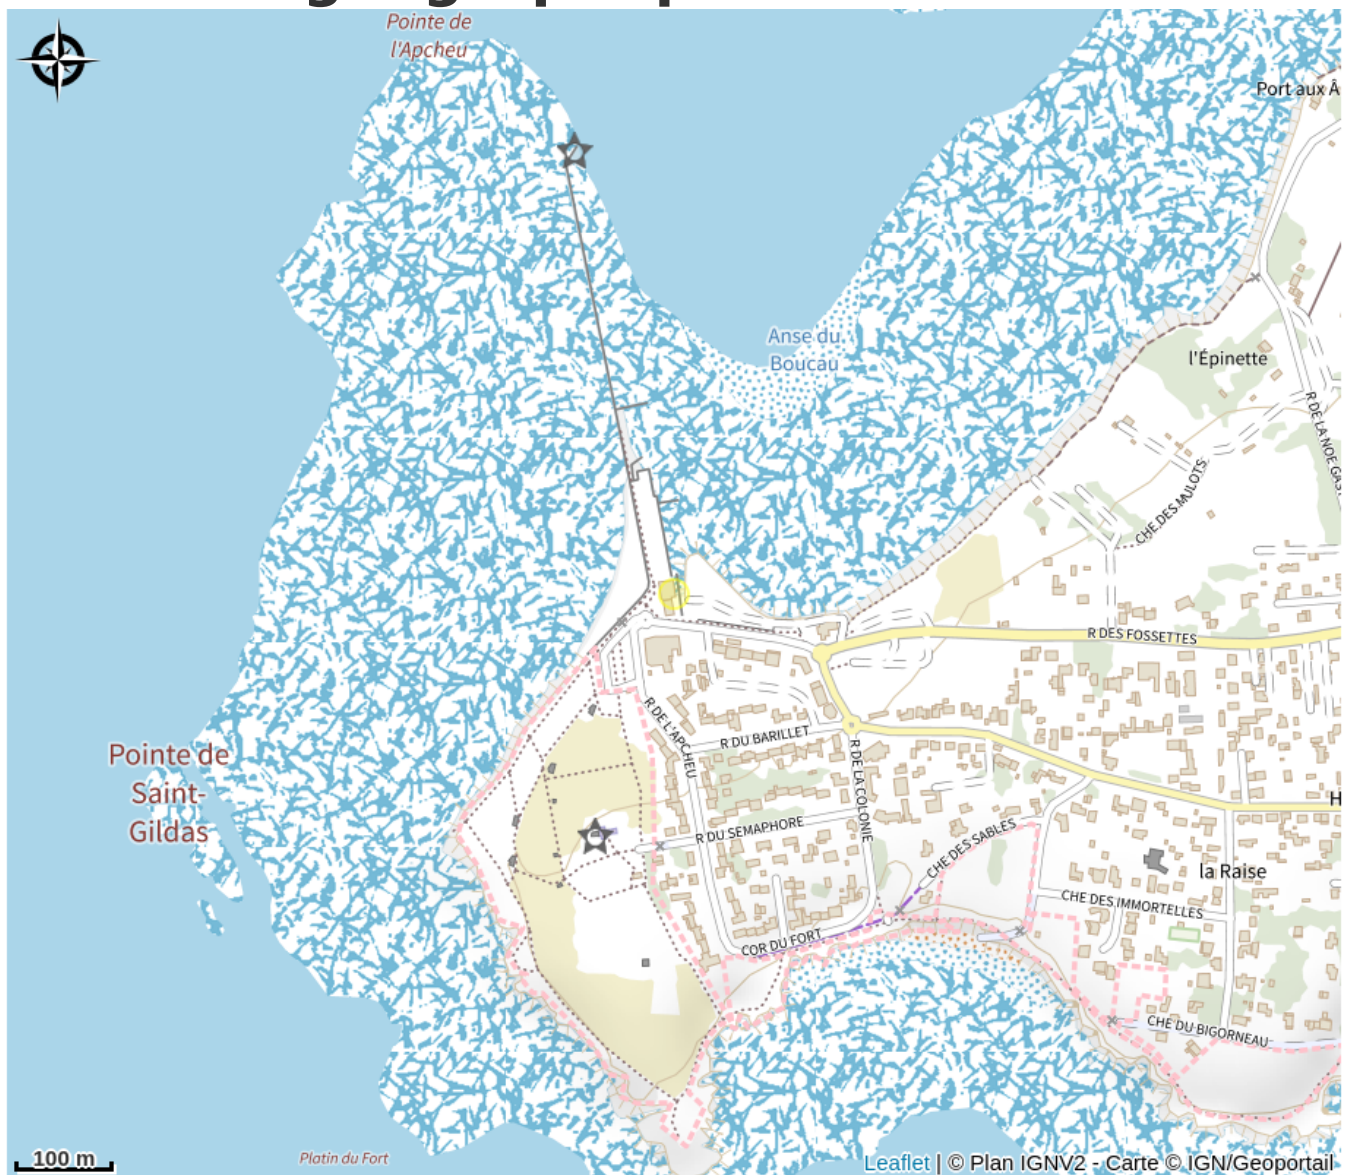 Pointe de
l'Apcheu
Port aux Â
Anse du
Boucau
l'Épinette
R DE LA NOE GAS
CHE DES MULOTS
R DES FOSSETTES
R DE L'APCHEU
R DU BARILLET
R DE LA COLONIE
Pointe de
Saint-
Gildas
R DU SEMAPHORE
CHE DES SABLES
H
la Raise
CHE DES IMMORTELLES
COR DU FORT
CHE DU BIGORNEAU
100 m
Platin du Fort
Leaflet | © Plan IGNV2 - Carte © IGN/Geoportail